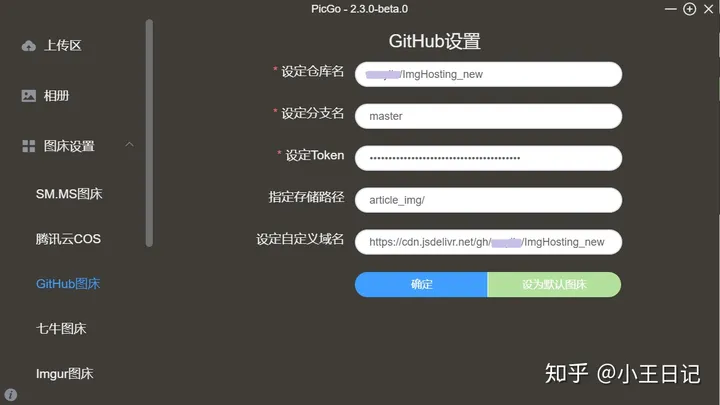 PicGo - 2.3.0-beta.0
上传区
相册
图床设置
SM.MS图床
腾讯云COS
GitHub图床
七牛图床
Imgur图床
GitHub设置
* 设定仓库名
/ImgHosting_new
* 设定分支名
master
* 设定Token
指定存储路径
article_img/
设定自定义域名
https://cdn.jsdelivr.net/gh/ /ImgHosting_new
确定
设为默认图床
知乎 @小王日记